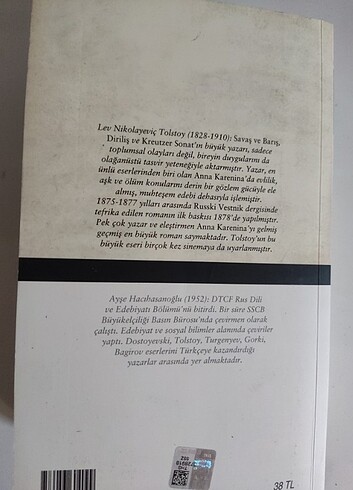 Lev Nikolayeviç Tolstoy (1828-1910): Savaş ve Barış,
Diriliş ve Kreutzer Sonat'ın büyük yazarı, sadece
toplumsal olayları değil, bireyin duygularını da
olağanüstü tasvir yeteneğiyle aktarmıştır. Yazar, en
ünlü eserlerinden biri olan Anna Karenina'da evlilik,
aşk ve ölüm konularını derin bir gözlem gücüyle ele
almış, muhteşem edebi dehasıyla işlemiştir.
1875-1877 yılları arasında Russki Vestnik dergisinde
tefrika edilen romanın ilk baskısı 1878'de yapılmıştır.
Pek çok yazar ve eleştirmen Anna Karenina'yı gelmiş
geçmiş en büyük roman saymaktadır. Tolstoy'un bu
büyük eseri birçok kez sinemaya da uyarlanmıştır.
Ayşe Hacıhasanoğlu (1952): DTCF Rus Dili
ve Edebiyatı Bölümü'nü bitirdi. Bir süre SSCB
Büyükelçiliği Basın Bürosu'nda çevirmen olarak
çalıştı. Edebiyat ve sosyal bilimler alanında çeviriler
yaptı. Dostoyevski, Tolstoy, Turgenyev, Gorki,
Bagirov eserlerini Türkçeye kazandırdığı
yazarlar arasında yer almaktadır.
38 TL